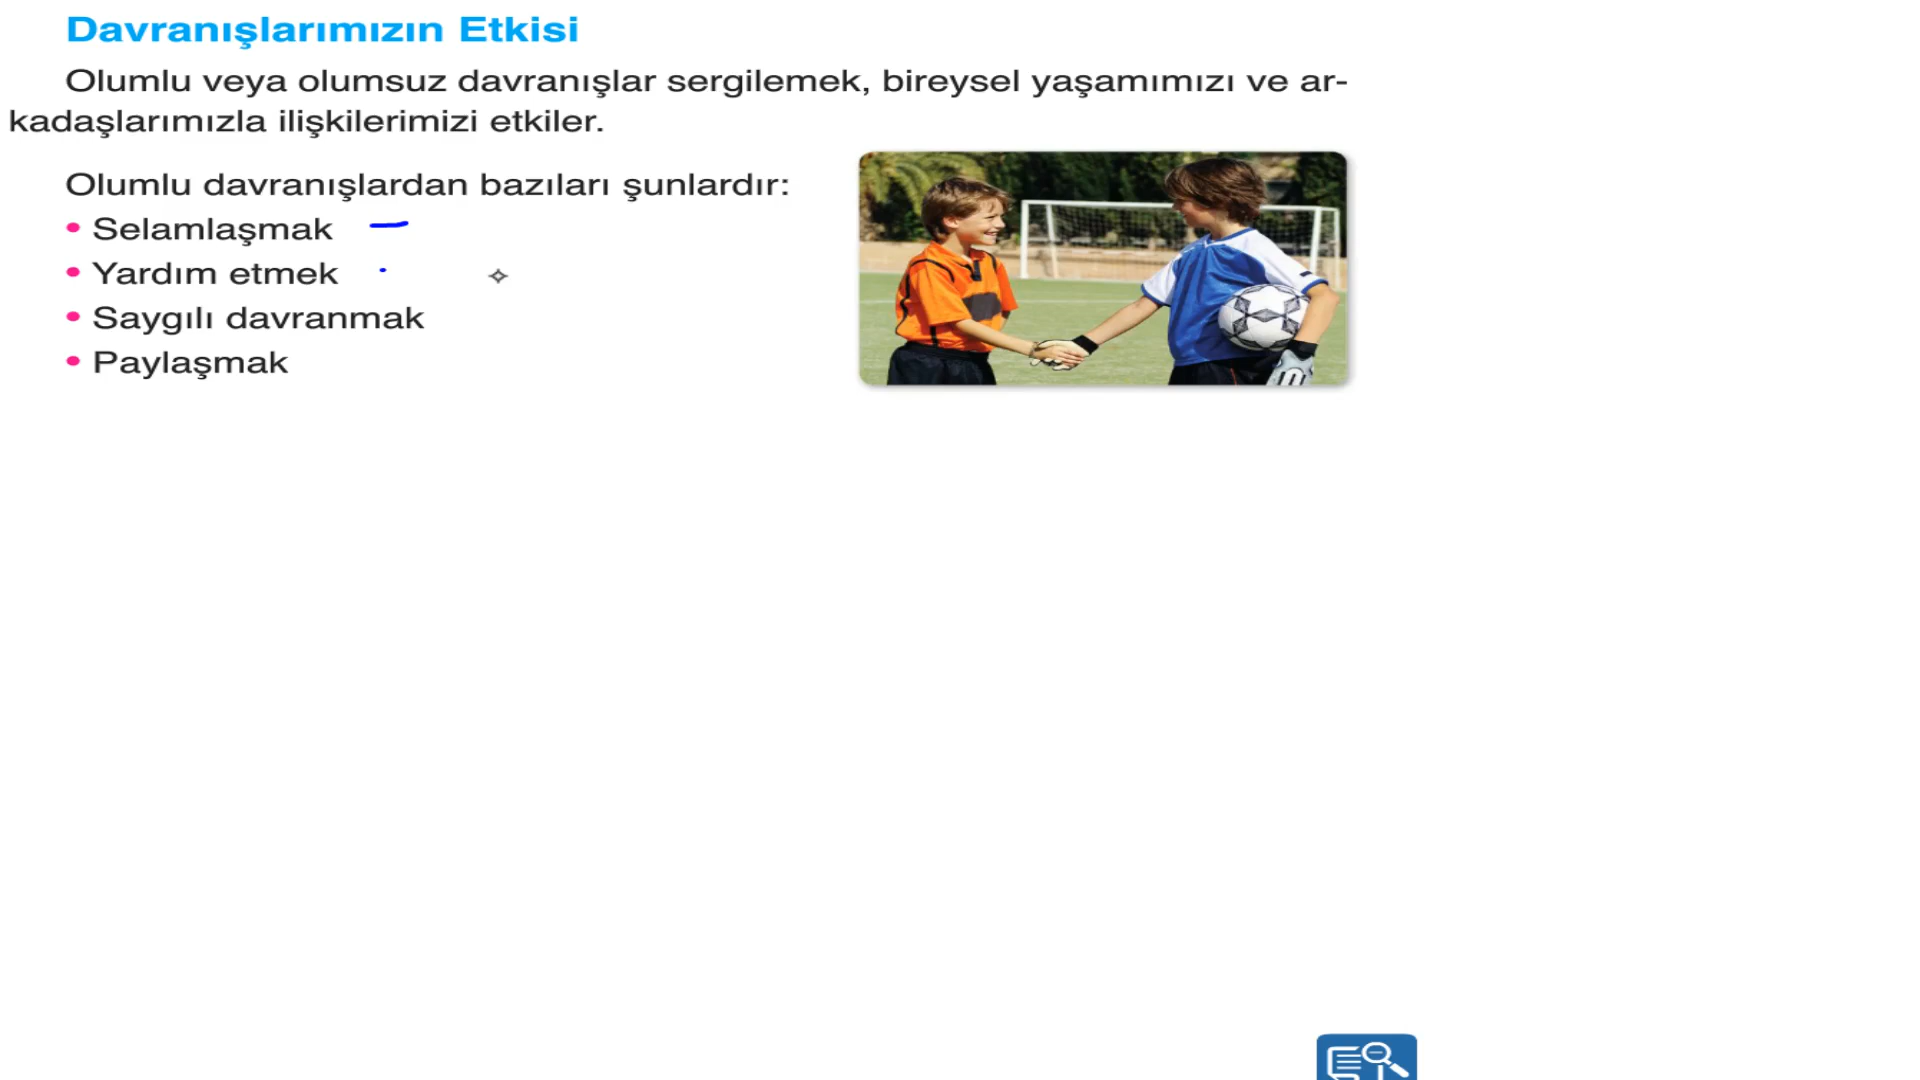 Davranışlarımızın Etkisi
Olumlu veya olumsuz davranışlar sergilemek, bireysel yaşamımızı ve ar-
kadaşlarımızla ilişkilerimizi etkiler.
Olumlu davranışlardan bazıları şunlardır:
• Selamlaşmak
• Yardım etmek
• Saygılı davranmak
• Paylaşmak